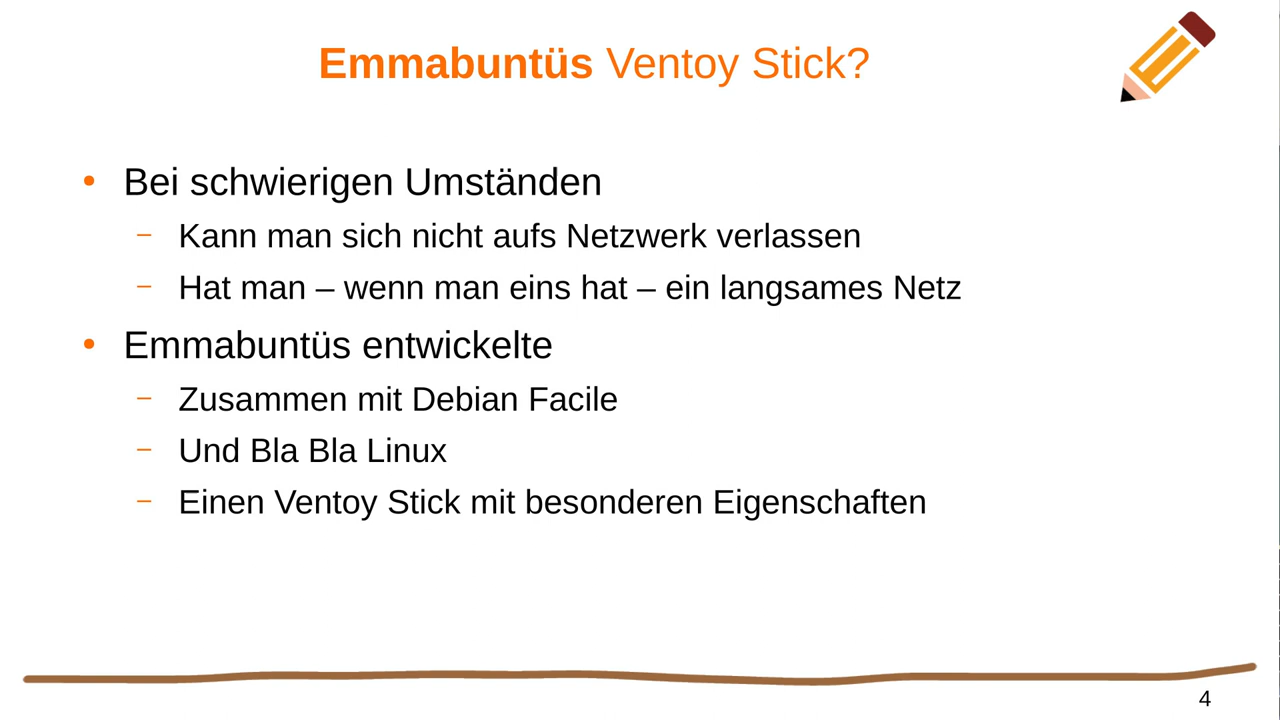 Emmabuntüs Ventoy Stick?
• Bei schwierigen Umständen
– Kann man sich nicht aufs Netzwerk verlassen
– Hat man – wenn man eins hat – ein langsames Netz
• Emmabuntüs entwickelte
– Zusammen mit Debian Facile
– Und Bla Bla Linux
– Einen Ventoy Stick mit besonderen Eigenschaften
4